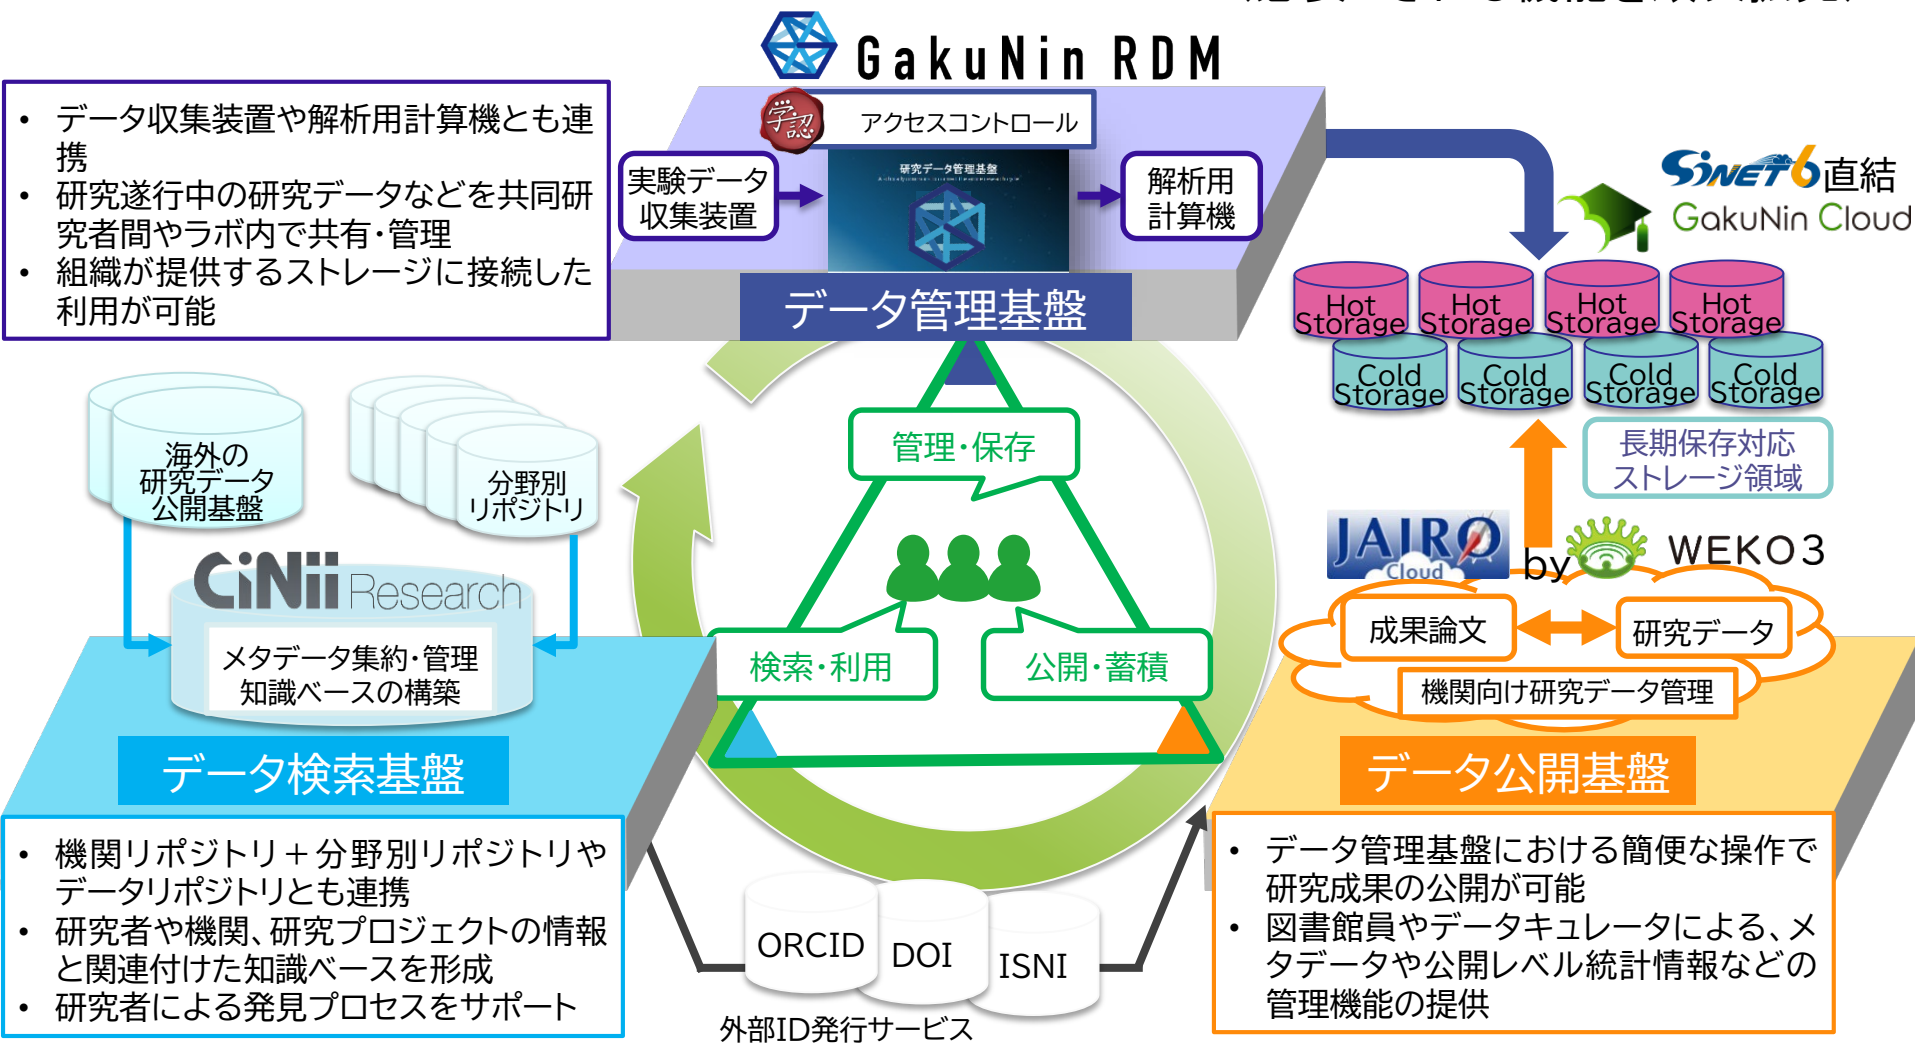 GakuNin RDM
• データ収集装置や解析用計算機とも連
携
• 研究遂行中の研究データなどを共同研
究者間やラボ内で共有・管理
• 組織が提供するストレージに接続した
利用が可能
学認
アクセスコントロール
実験データ
収集装置
研究データ管理基盤
解析用
計算機
データ管理基盤
SINET6直結
GakuNin Cloud
Hot
Storage
Hot
Storage
Hot
Storage
Hot
Storage
Cold
Storage
Cold
Storage
Cold
Storage
Cold
Storage
長期保存対応
ストレージ領域
海外の
研究データ
公開基盤
分野別
リポジトリ
CiNii Research
メタデータ集約・管理
知識ベースの構築
データ検索基盤
管理・保存
検索・利用
公開・蓄積
JAIRO
Cloud
by
WEKO3
成果論文
研究データ
機関向け研究データ管理
データ公開基盤
• 機関リポジトリ+分野別リポジトリや
データリポジトリとも連携
• 研究者や機関、研究プロジェクトの情報
と関連付けた知識ベースを形成
• 研究者による発見プロセスをサポート
ORCID
DOI
ISNI
外部ID発行サービス
• データ管理基盤における簡便な操作で
研究成果の公開が可能
• 図書館員やデータキュレータによる、メ
タデータや公開レベル統計情報などの
管理機能の提供